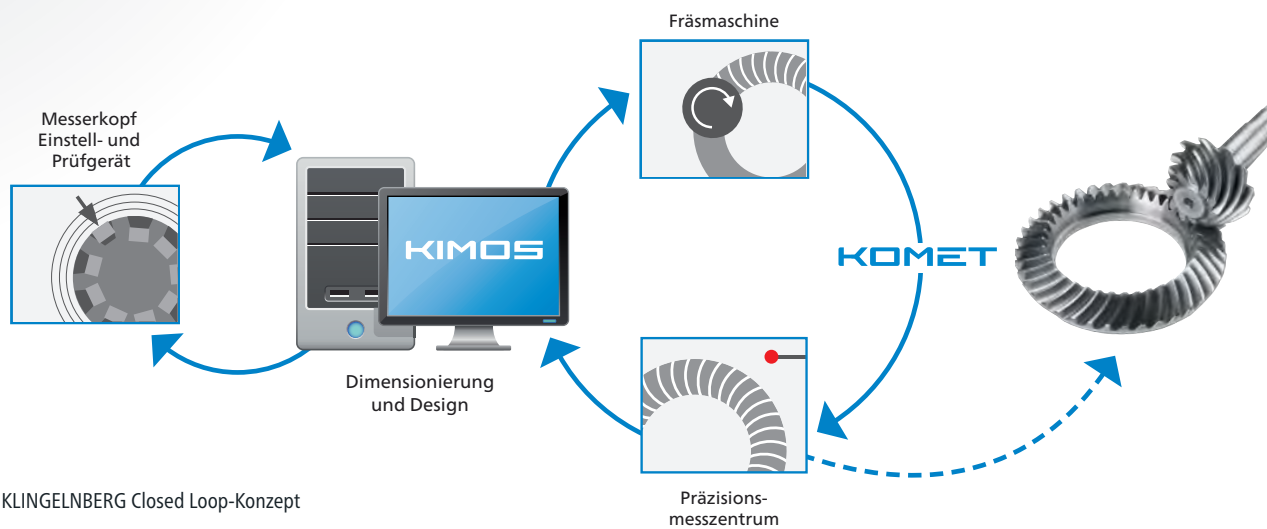 Fräsmaschine
Messerkopf
Einstell- und
Prüfgerät
KIMOS
KOMET
Dimensionierung
und Design
Präzisions-
messzentrum
KLINGELNBERG Closed Loop-Konzept